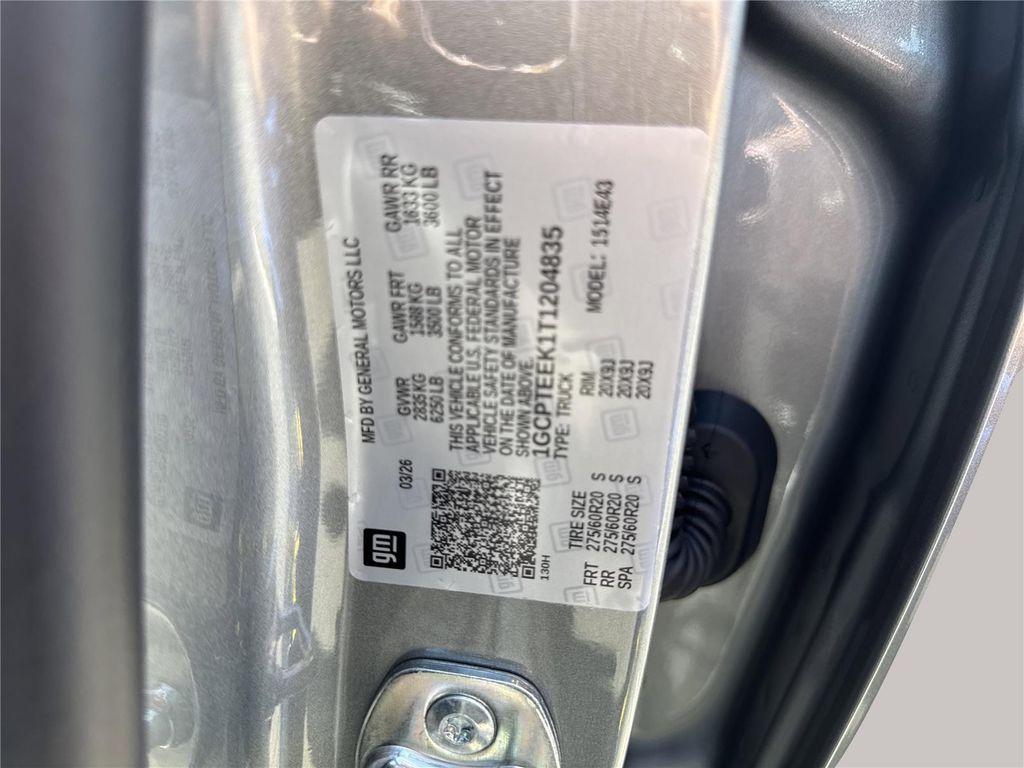 gm
03/26
MFD BY GENERAL MOTORS LLC
GVWR GAWR FRT GAWR RR
2835 KG 1588 KG 1633 KG
6250 LB 3500 LB 3600 LB
THIS VEHICLE CONFORMS TO ALL
APPLICABLE U.S. FEDERAL MOTOR
VEHICLE SAFETY STANDARDS IN EFFECT
ON THE DATE OF MANUFACTURE
SHOWN ABOVE.
1GCPTEEK1T1204835
TYPE: TRUCK MODEL: 1514E43
130H
TIRE SIZE RIM
FRT 275/60R20 S 20X9J
RR 275/60R20 S 20X9J
SPA 275/60R20 S 20X9J